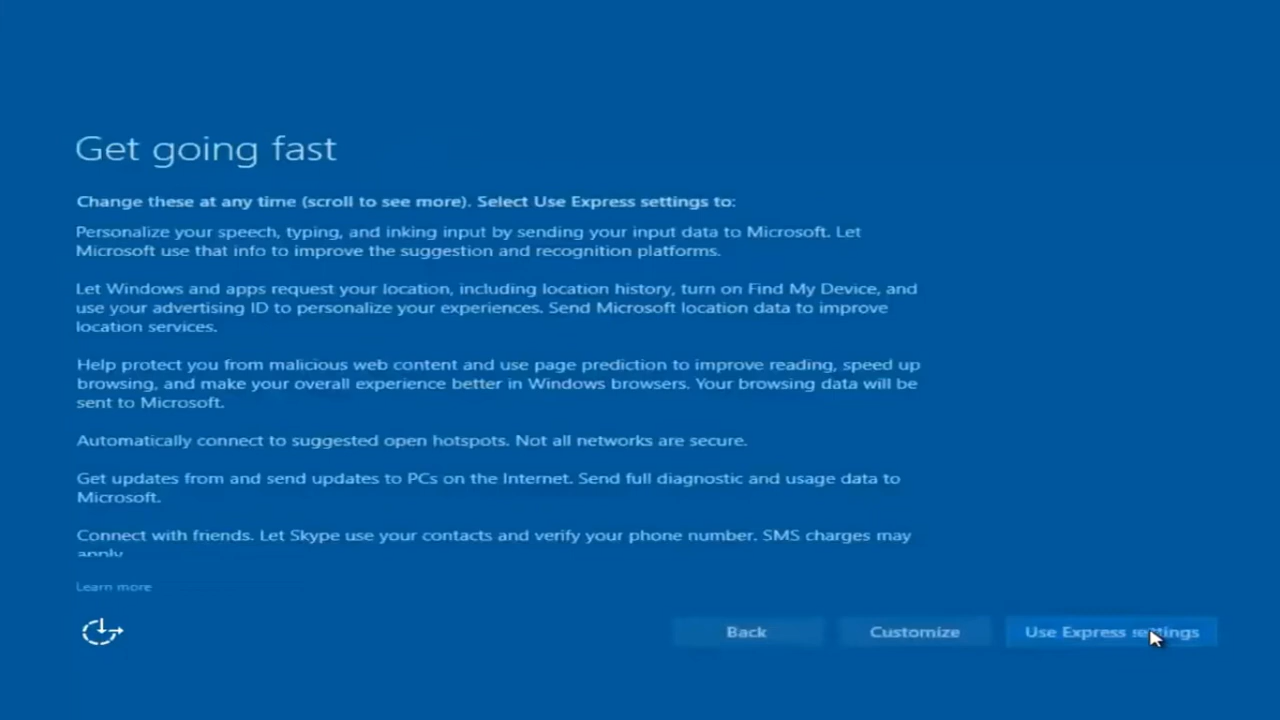 Get going fast
Change these at any time (scroll to see more). Select Use Express settings to:
Personalize your speech, typing, and inking input by sending your input data to Microsoft. Let
Microsoft use that info to improve the suggestion and recognition platforms.
Let Windows and apps request your location, including location history, turn on Find My Device, and
use your advertising ID to personalize your experiences. Send Microsoft location data to improve
location services.
Help protect you from malicious web content and use page prediction to improve reading, speed up
browsing, and make your overall experience better in Windows browsers. Your browsing data will be
sent to Microsoft.
Automatically connect to suggested open hotspots. Not all networks are secure.
Get updates from and send updates to PCs on the Internet. Send full diagnostic and usage data to
Microsoft.
Connect with friends. Let Skype use your contacts and verify your phone number. SMS charges may
apply.
Learn more
Back
Customize
Use Express settings